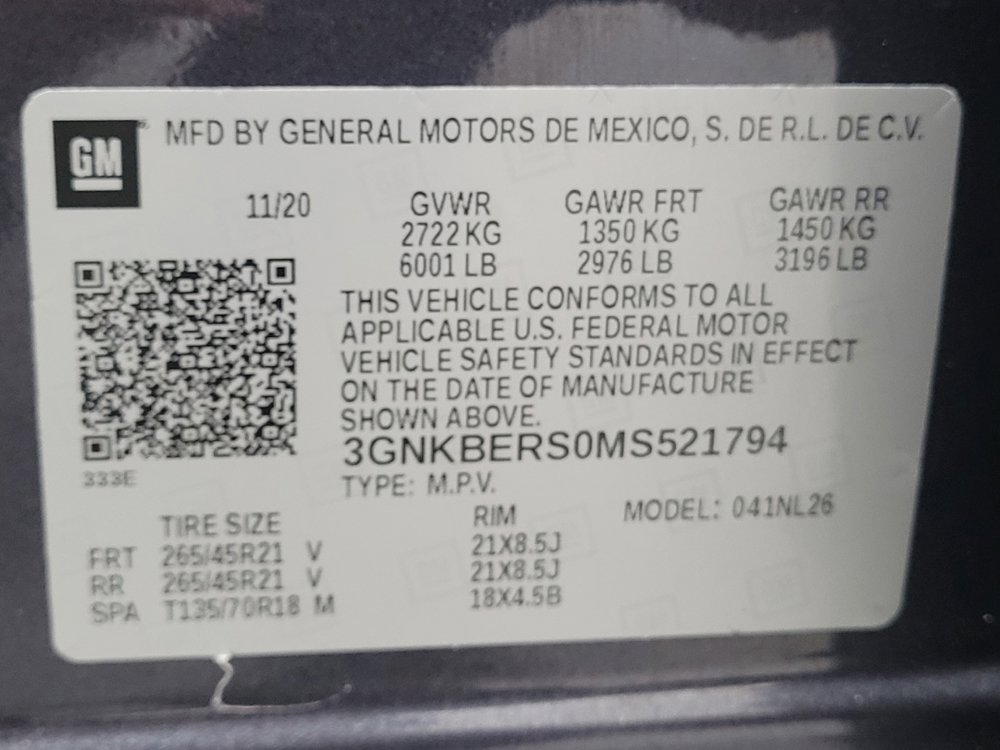 GM
MFD BY GENERAL MOTORS DE MEXICO, S. DE R.L. DE C.V.
11/20 GVWR GAWR FRT GAWR RR
2722 KG 1350 KG 1450 KG
6001 LB 2976 LB 3196 LB
THIS VEHICLE CONFORMS TO ALL
APPLICABLE U.S. FEDERAL MOTOR
VEHICLE SAFETY STANDARDS IN EFFECT
ON THE DATE OF MANUFACTURE
SHOWN ABOVE.
3GNKBERS0MS521794
333E
TYPE: M.P.V.
MODEL: 041NL26
TIRE SIZE RIM
FRT 265/45R21 V 21X8.5J
RR 265/45R21 V 21X8.5J
SPA T135/70R18 M 18X4.5B